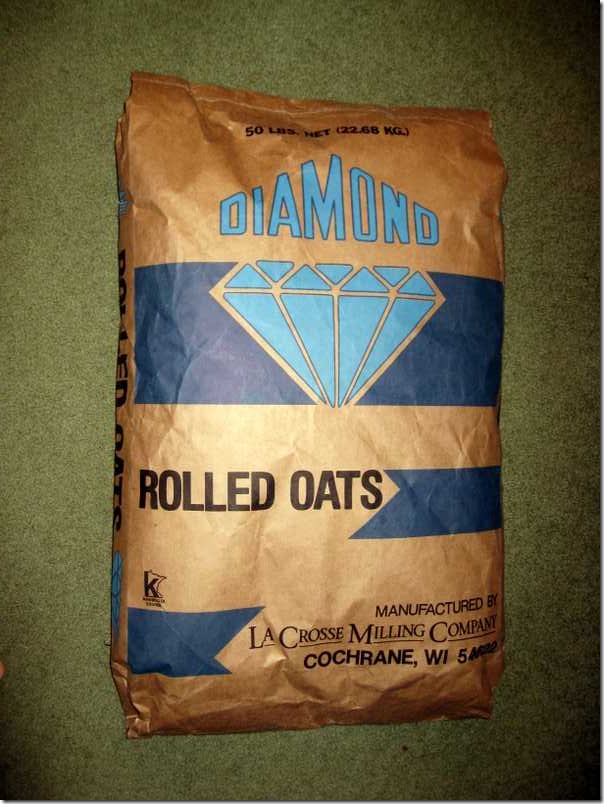 50 LBS. NET (22.68 KG.)
DIAMOND
ROLLED OATS
ROLLED OATS
K
MANUFACTURED BY
LA CROSSE MILLING COMPANY
COCHRANE, WI